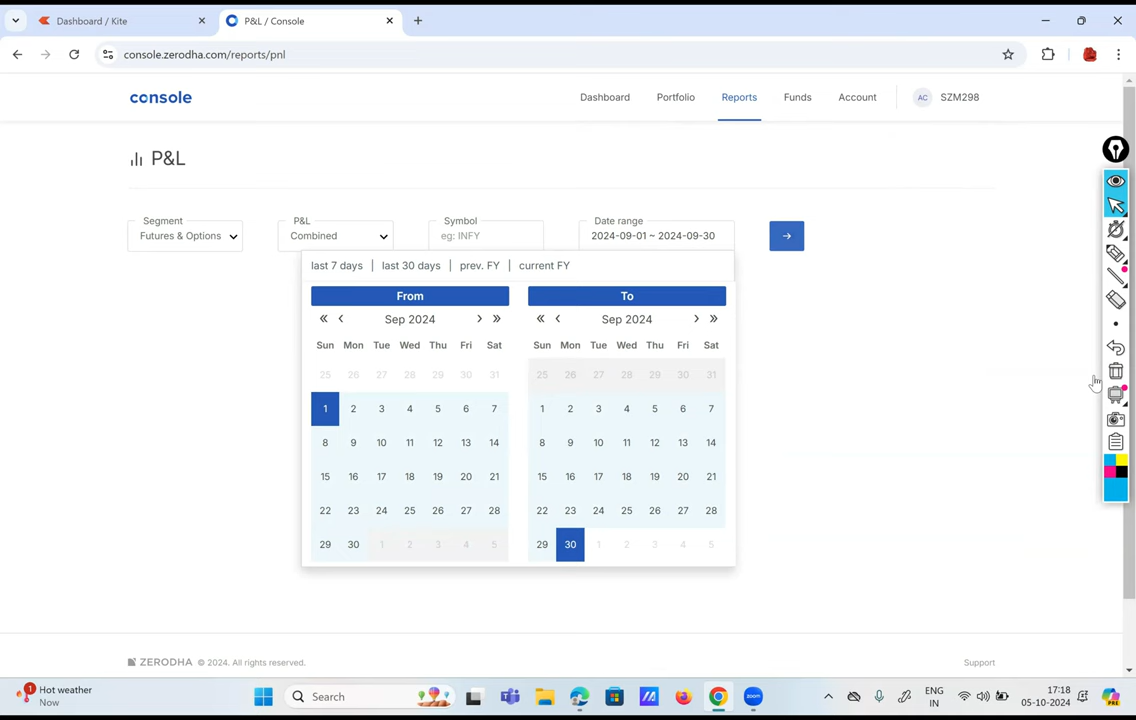 Dashboard / Kite
P&L / Console
console.zerodha.com/reports/pnl
console
Dashboard Portfolio Reports Funds Account AC SZM298
P&L
Segment P&L Symbol Date range
Futures & Options Combined eg: INFY 2024-09-01 ~ 2024-09-30
last 7 days | last 30 days | prev. FY | current FY
From To
« ‹ Sep 2024 › » « ‹ Sep 2024 › »
Sun Mon Tue Wed Thu Fri Sat Sun Mon Tue Wed Thu Fri Sat
25 26 27 28 29 30 31 25 26 27 28 29 30 31
1 2 3 4 5 6 7 1 2 3 4 5 6 7
8 9 10 11 12 13 14 8 9 10 11 12 13 14
15 16 17 18 19 20 21 15 16 17 18 19 20 21
22 23 24 25 26 27 28 22 23 24 25 26 27 28
29 30 1 2 3 4 5 29 30 1 2 3 4 5
ZERODHA © 2024. All rights reserved. Support
1 Hot weather
Now
Search
ENG
IN
17:18
05-10-2024
PRE
zoom